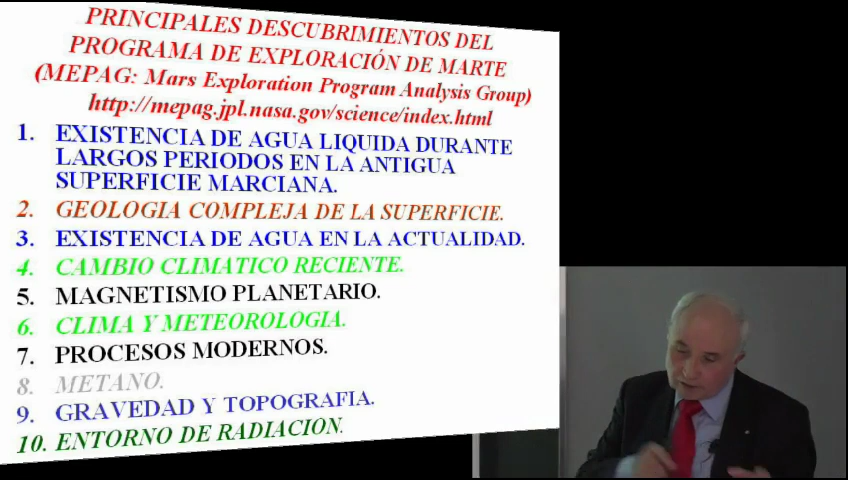 PRINCIPALES DESCUBRIMIENTOS DEL
PROGRAMA DE EXPLORACIÓN DE MARTE
(MEPAG: Mars Exploration Program Analysis Group)
http://mepag.jpl.nasa.gov/science/index.html
1. EXISTENCIA DE AGUA LIQUIDA DURANTE
LARGOS PERIODOS EN LA ANTIGUA
SUPERFICIE MARCIANA.
2. GEOLOGIA COMPLEJA DE LA SUPERFICIE.
3. EXISTENCIA DE AGUA EN LA ACTUALIDAD.
4. CAMBIO CLIMATICO RECIENTE.
5. MAGNETISMO PLANETARIO.
6. CLIMA Y METEOROLOGIA.
7. PROCESOS MODERNOS.
8. METANO.
9. GRAVEDAD Y TOPOGRAFIA.
10. ENTORNO DE RADIACION.